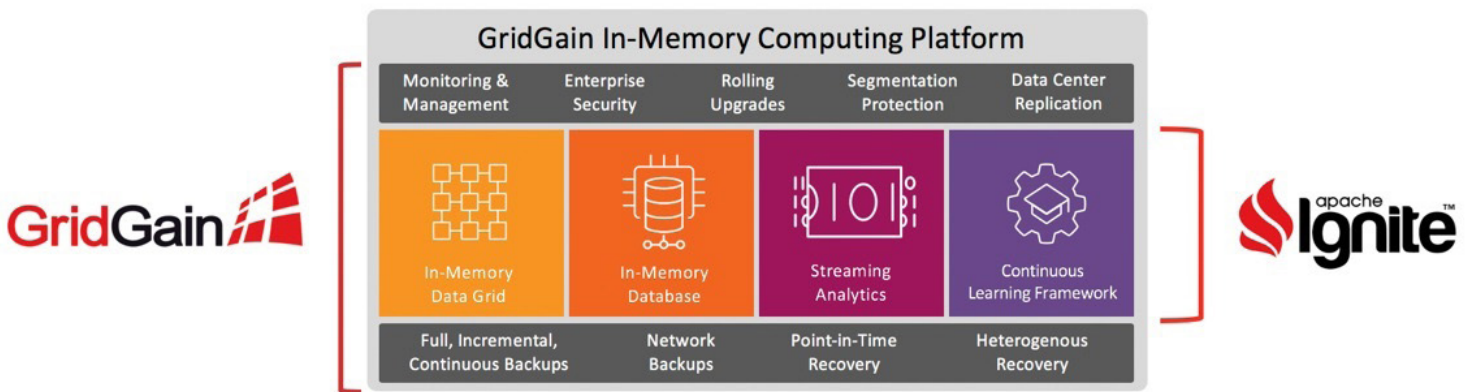 GridGain In-Memory Computing Platform
Monitoring & Management
Enterprise Security
Rolling Upgrades
Segmentation Protection
Data Center Replication
GridGain
In-Memory Data Grid
In-Memory Database
Streaming Analytics
Continuous Learning Framework
apache
Ignite™
Full, Incremental, Continuous Backups
Network Backups
Point-in-Time Recovery
Heterogenous Recovery